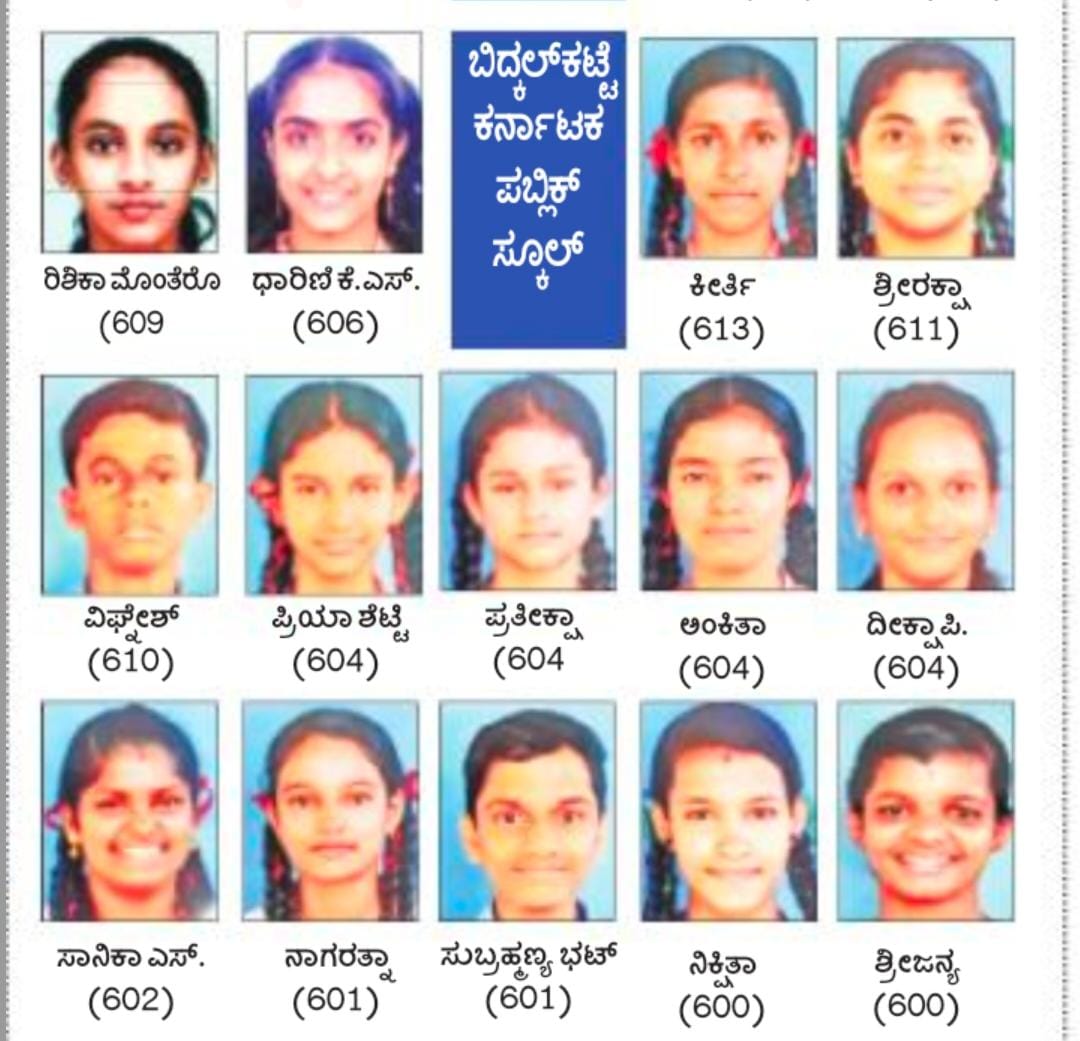 ರಿಶಿಕಾ ಮೊಂತೆರೊ
(609
ಧಾರಿಣಿ ಕೆ.ಎಸ್.
(606)
ಬಿದ್ಕಲ್‌ಕಟ್ಟೆ
ಕರ್ನಾಟಕ
ಪಬ್ಲಿಕ್
ಸ್ಕೂಲ್
ಕೀರ್ತಿ
(613)
ಶ್ರೀರಕ್ಷಾ
(611)
ವಿಘ್ನೇಶ್
(610)
ಪ್ರಿಯಾ ಶೆಟ್ಟಿ
(604)
ಪ್ರತೀಕ್ಷಾ
(604
ಅಂಕಿತಾ
(604)
ದೀಕ್ಷಾ ಪಿ.
(604)
ಸಾನಿಕಾ ಎಸ್.
(602)
ನಾಗರತ್ನಾ
(601)
ಸುಬ್ರಹ್ಮಣ್ಯ ಭಟ್
(601)
ನಿಕ್ಷಿತಾ
(600)
ಶ್ರೀಜನ್ಯ
(600)